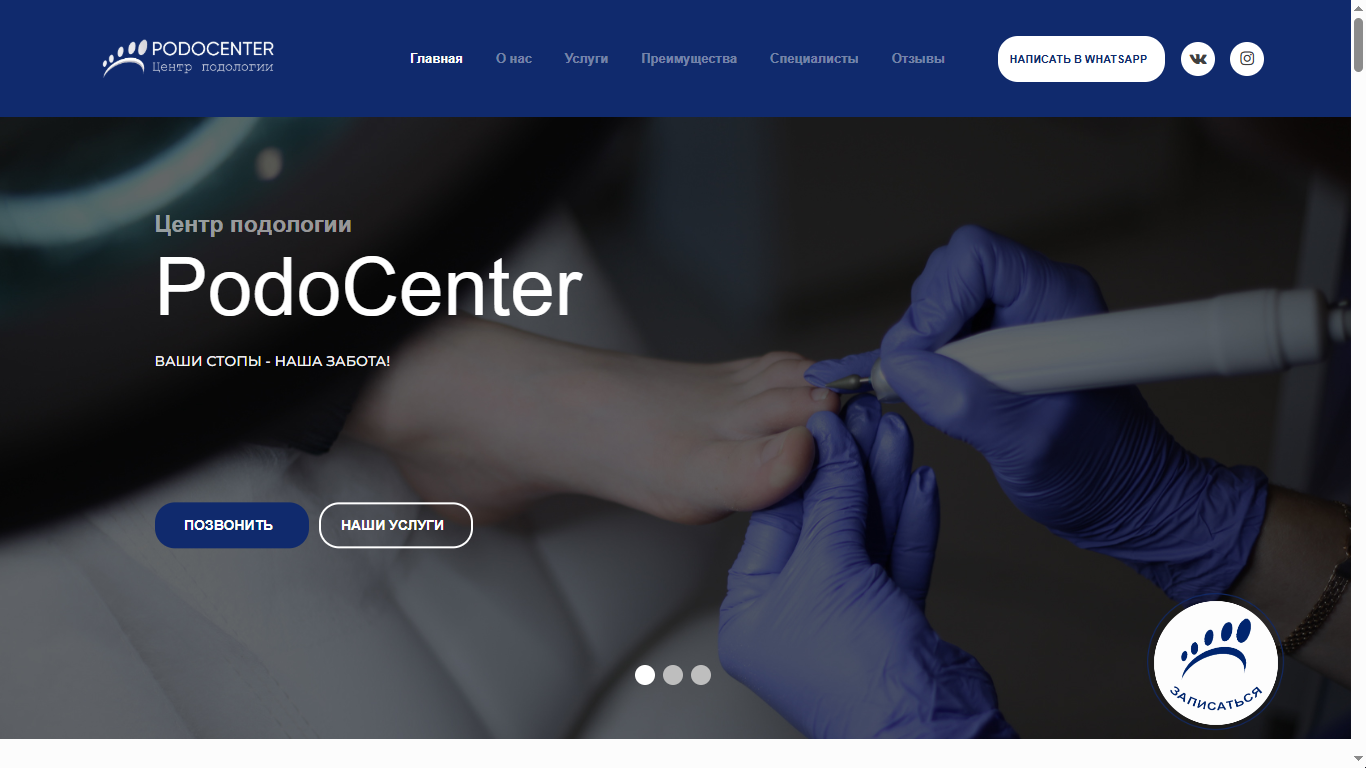 PODOCENTER
Центр подологии
Главная
О нас
Услуги
Преимущества
Специалисты
Отзывы
НАПИСАТЬ В WHATSAPP
Центр подологии
PodoCenter
ВАШИ СТОПЫ - НАША ЗАБОТА!
ПОЗВОНИТЬ
НАШИ УСЛУГИ
ЗАПИСАТЬСЯ